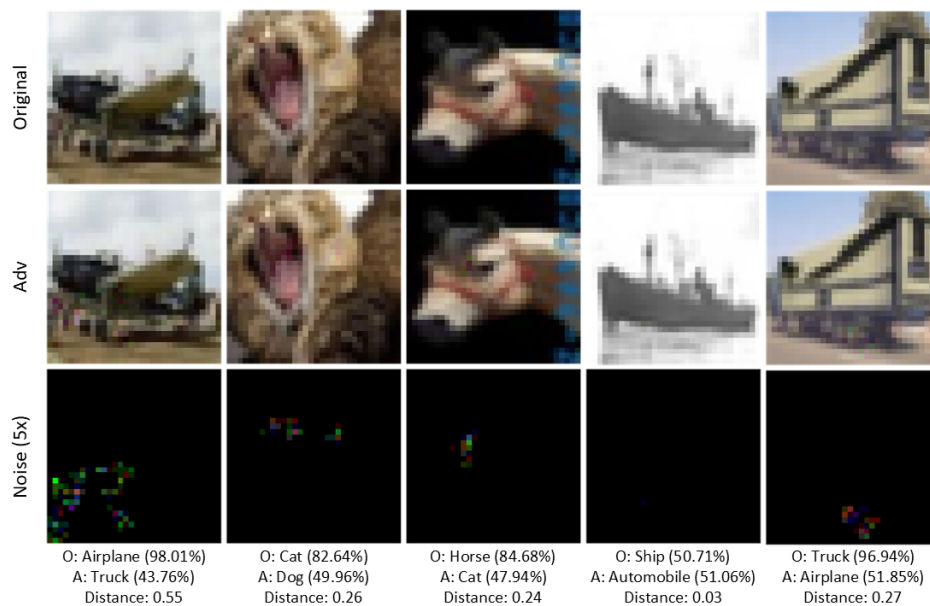 Original
Adv
Noise (5x)
O: Airplane (98.01%)
A: Truck (43.76%)
Distance: 0.55
O: Cat (82.64%)
A: Dog (49.96%)
Distance: 0.26
O: Horse (84.68%)
A: Cat (47.94%)
Distance: 0.24
O: Ship (50.71%)
A: Automobile (51.06%)
Distance: 0.03
O: Truck (96.94%)
A: Airplane (51.85%)
Distance: 0.27